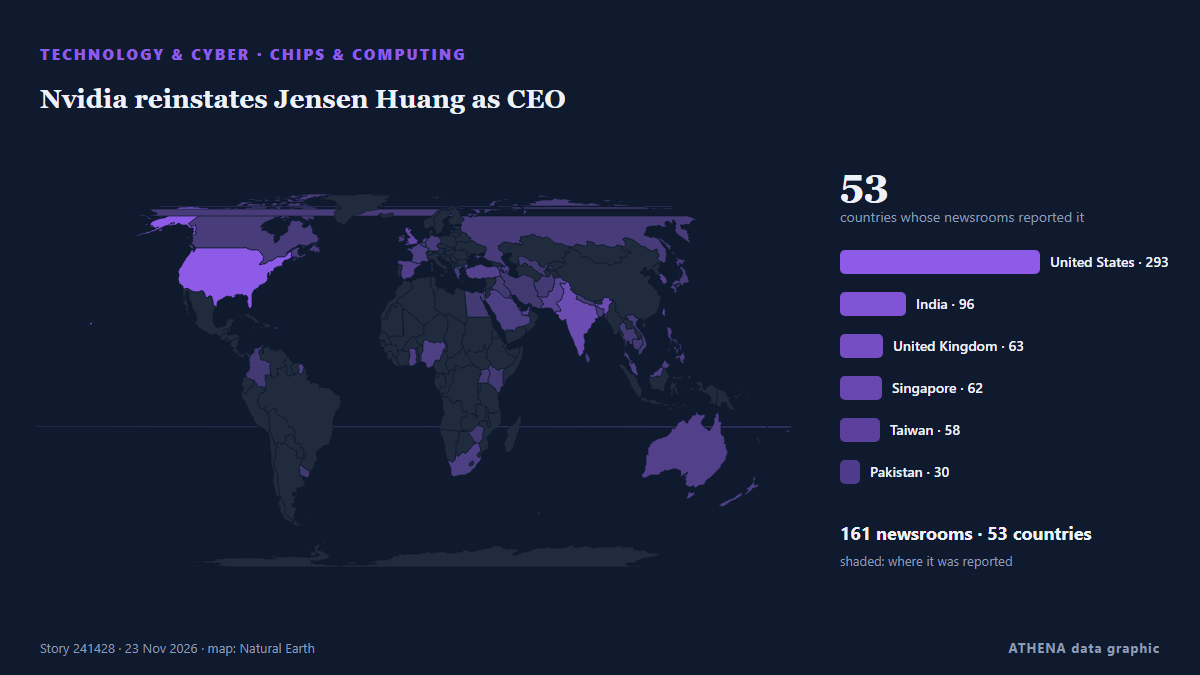 TECHNOLOGY & CYBER · CHIPS & COMPUTING
Nvidia reinstates Jensen Huang as CEO
53
countries whose newsrooms reported it
United States · 293
India · 96
United Kingdom · 63
Singapore · 62
Taiwan · 58
Pakistan · 30
161 newsrooms · 53 countries
shaded: where it was reported
Story 241428 · 23 Nov 2026 · map: Natural Earth
ATHENA data graphic